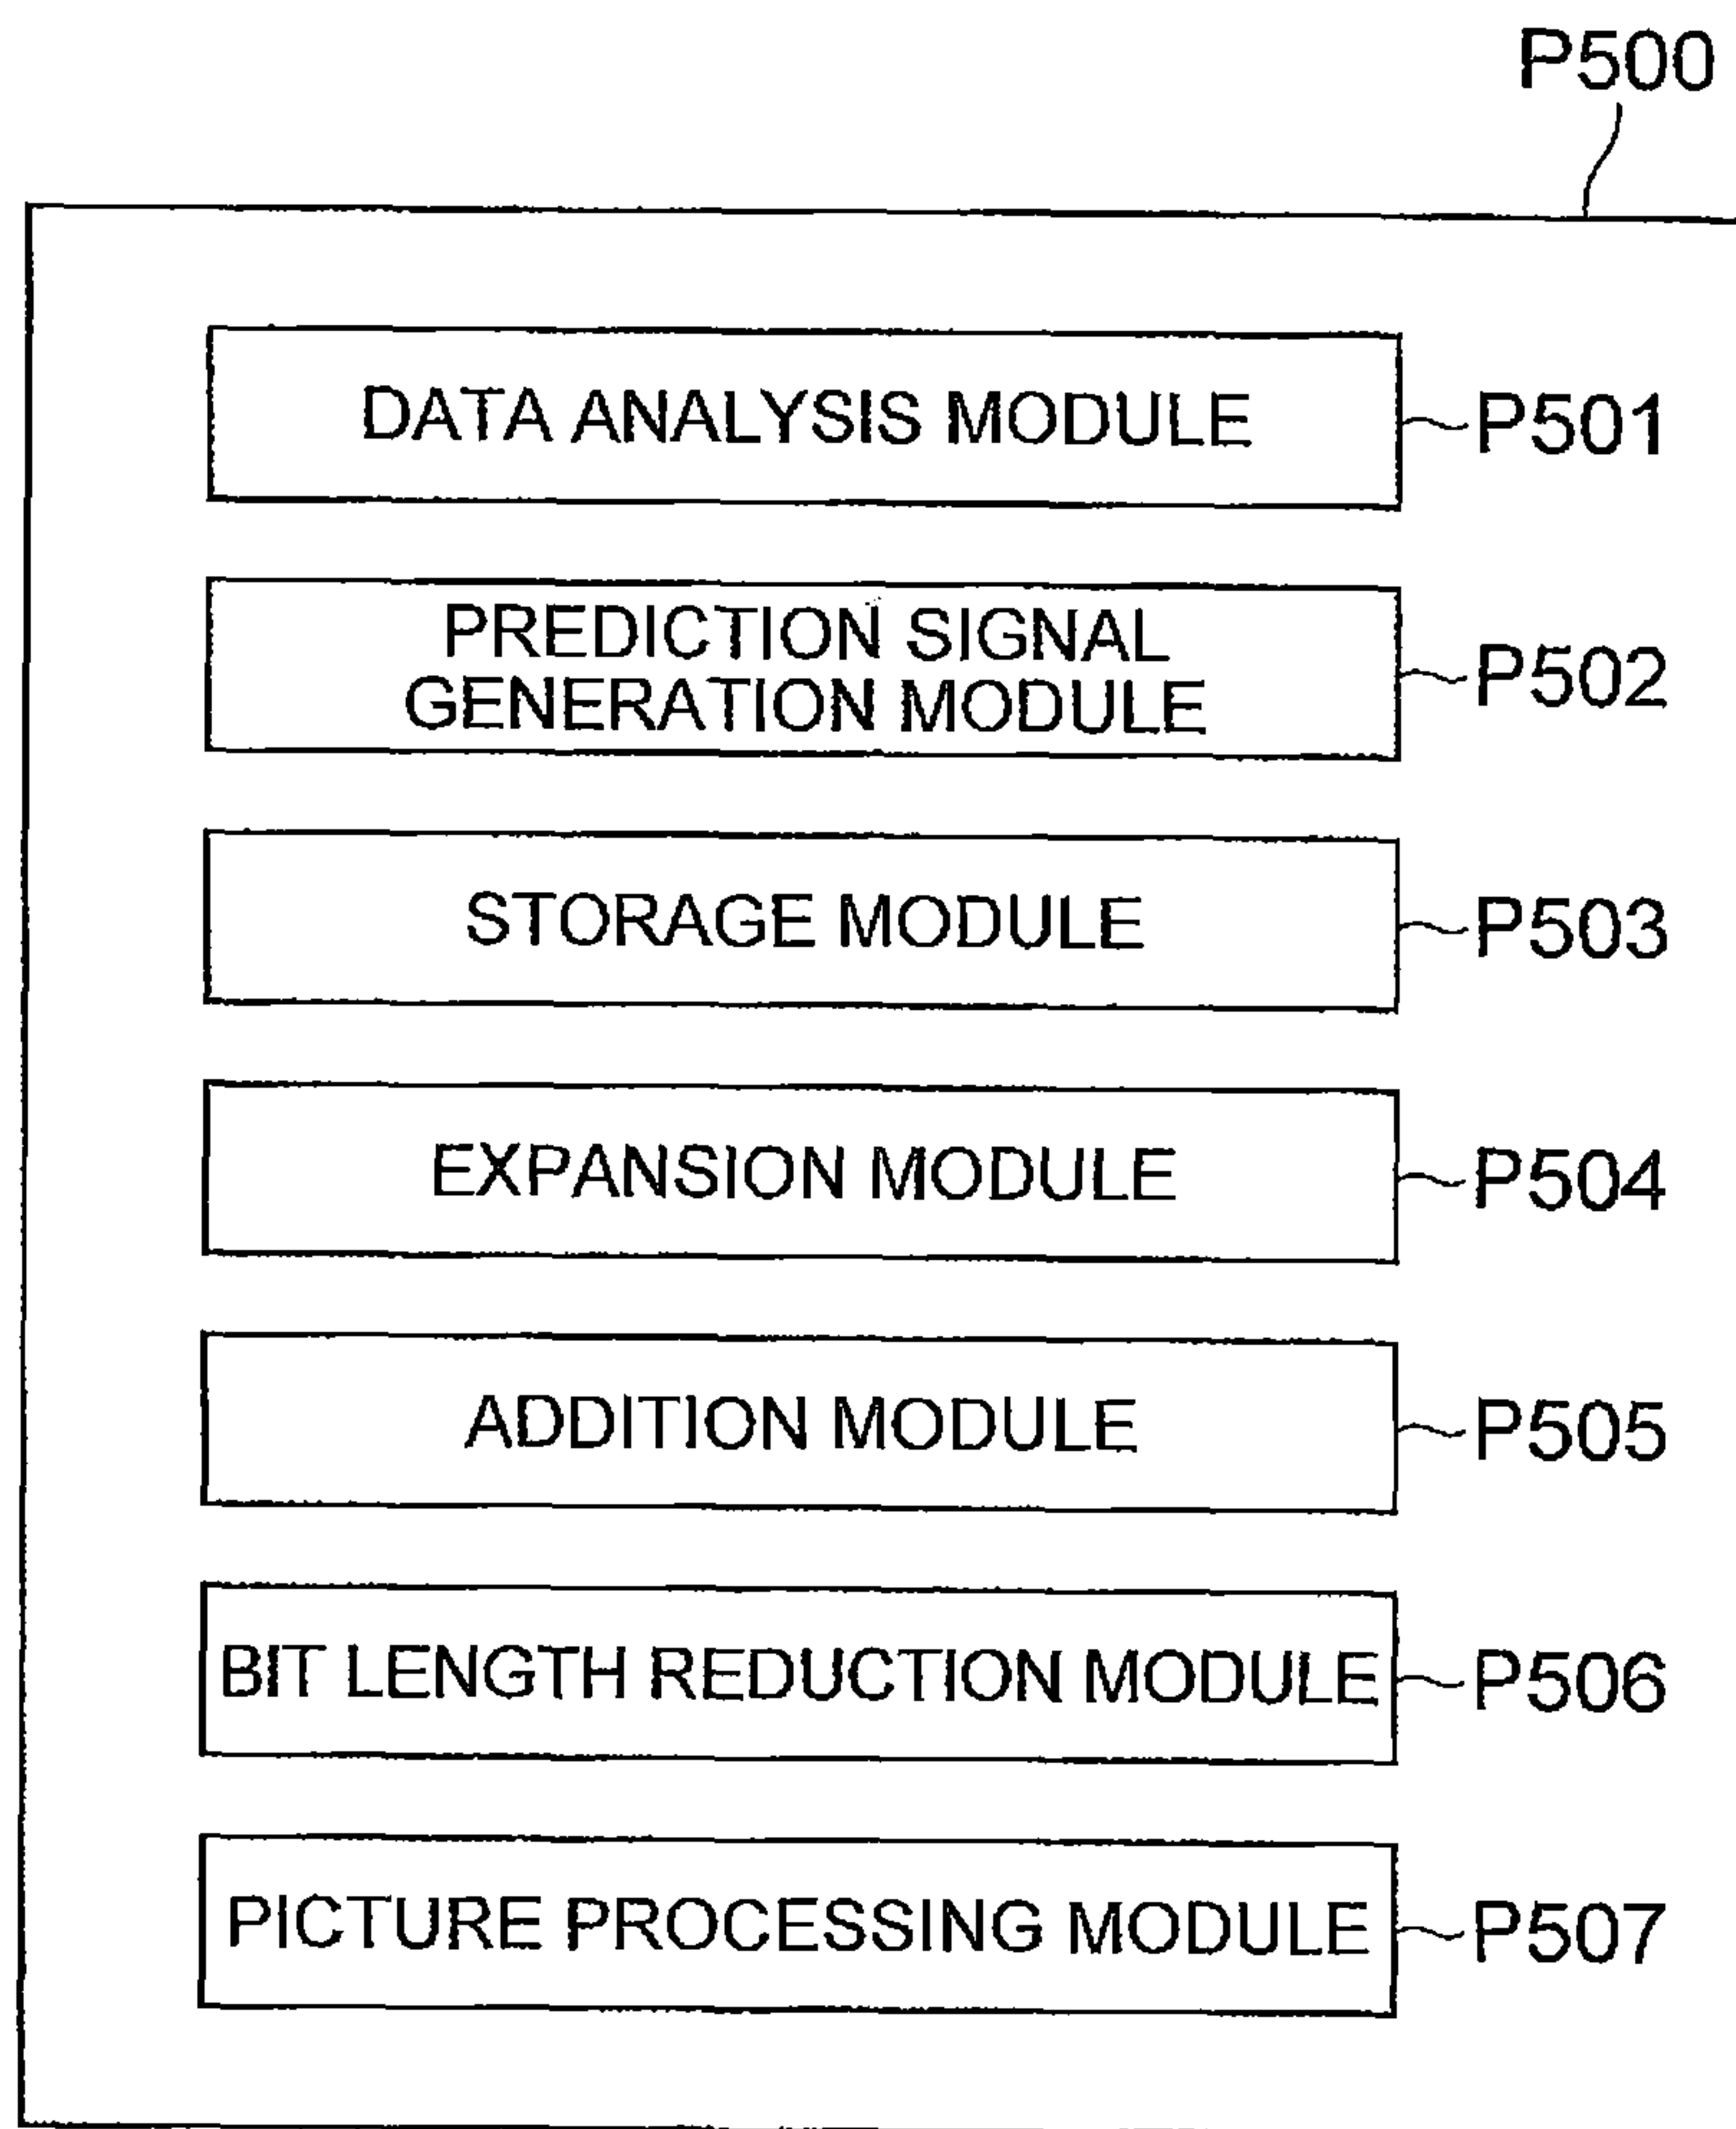 P500
DATA ANALYSIS MODULE P501
PREDICTION SIGNAL
GENERATION MODULE P502
STORAGE MODULE P503
EXPANSION MODULE P504
ADDITION MODULE P505
BIT LENGTH REDUCTION MODULE P506
PICTURE PROCESSING MODULE P507